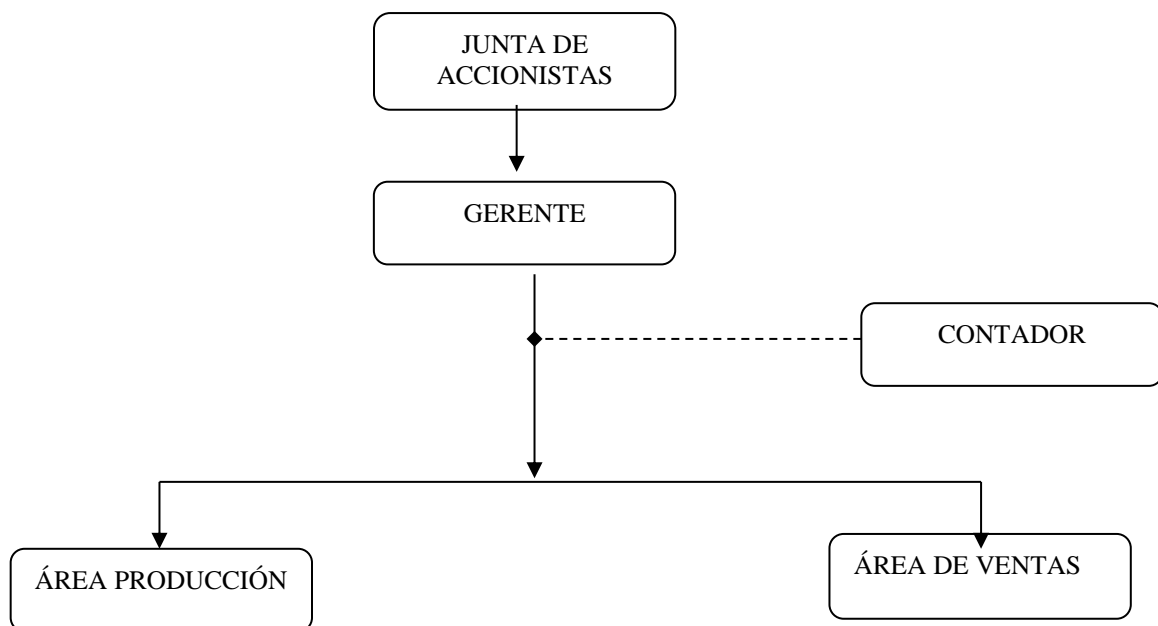 JUNTA DE
ACCIONISTAS
GERENTE
CONTADOR
ÁREA PRODUCCIÓN
ÁREA DE VENTAS